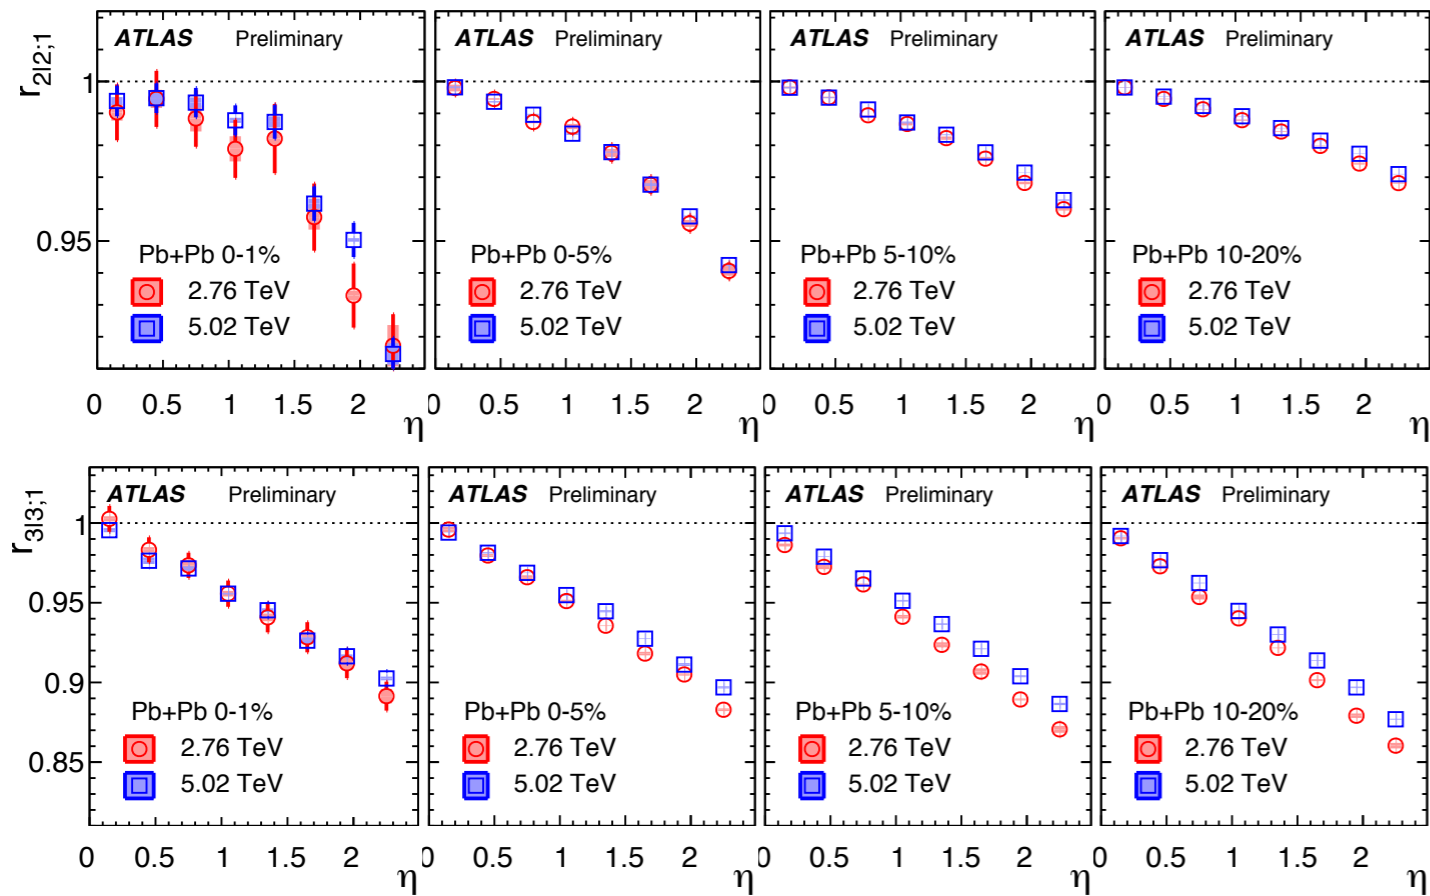 r2|2;1
1
0.95
ATLAS Preliminary
Pb+Pb 0-1%
2.76 TeV
5.02 TeV
0 0.5 1 1.5 2
η
ATLAS Preliminary
Pb+Pb 0-5%
2.76 TeV
5.02 TeV
0 0.5 1 1.5 2
η
ATLAS Preliminary
Pb+Pb 5-10%
2.76 TeV
5.02 TeV
0 0.5 1 1.5 2
η
ATLAS Preliminary
Pb+Pb 10-20%
2.76 TeV
5.02 TeV
0 0.5 1 1.5 2
η
r3|3;1
1
0.95
0.9
0.85
ATLAS Preliminary
Pb+Pb 0-1%
2.76 TeV
5.02 TeV
0 0.5 1 1.5 2
η
ATLAS Preliminary
Pb+Pb 0-5%
2.76 TeV
5.02 TeV
0 0.5 1 1.5 2
η
ATLAS Preliminary
Pb+Pb 5-10%
2.76 TeV
5.02 TeV
0 0.5 1 1.5 2
η
ATLAS Preliminary
Pb+Pb 10-20%
2.76 TeV
5.02 TeV
0 0.5 1 1.5 2
η